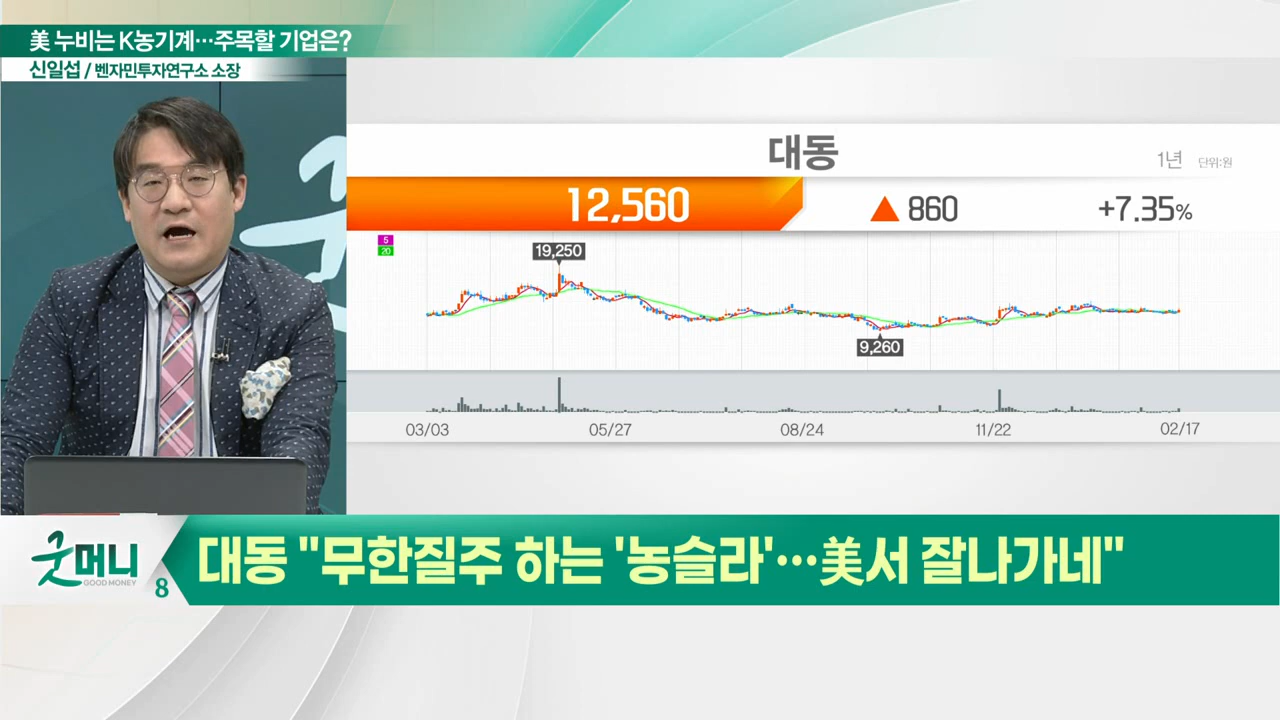 美 누비는 K농기계…주목할 기업은?
신일섭 / 벤자민투자연구소 소장
대동
1년 단위:원
12,560 ▲ 860 +7.35%
5
20
19,250
9,260
03/03 05/27 08/24 11/22 02/17
굿머니
GOOD MONEY
8
대동 "무한질주 하는 '농슬라'…美서 잘나가네"